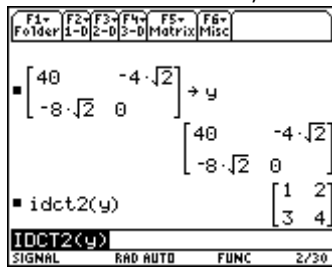 F1▾ F2▾ F3▾ F4▾ F5▾ F6▾
Folder 1-D 2-D 3-D Matrix Misc
▪ [40 -4·√2
-8·√2 0] → y
[40 -4·√2
-8·√2 0]
▪ idct2(y) [1 2
3 4]
IDCT2(y)
SIGNAL RAD AUTO FUNC 2/30